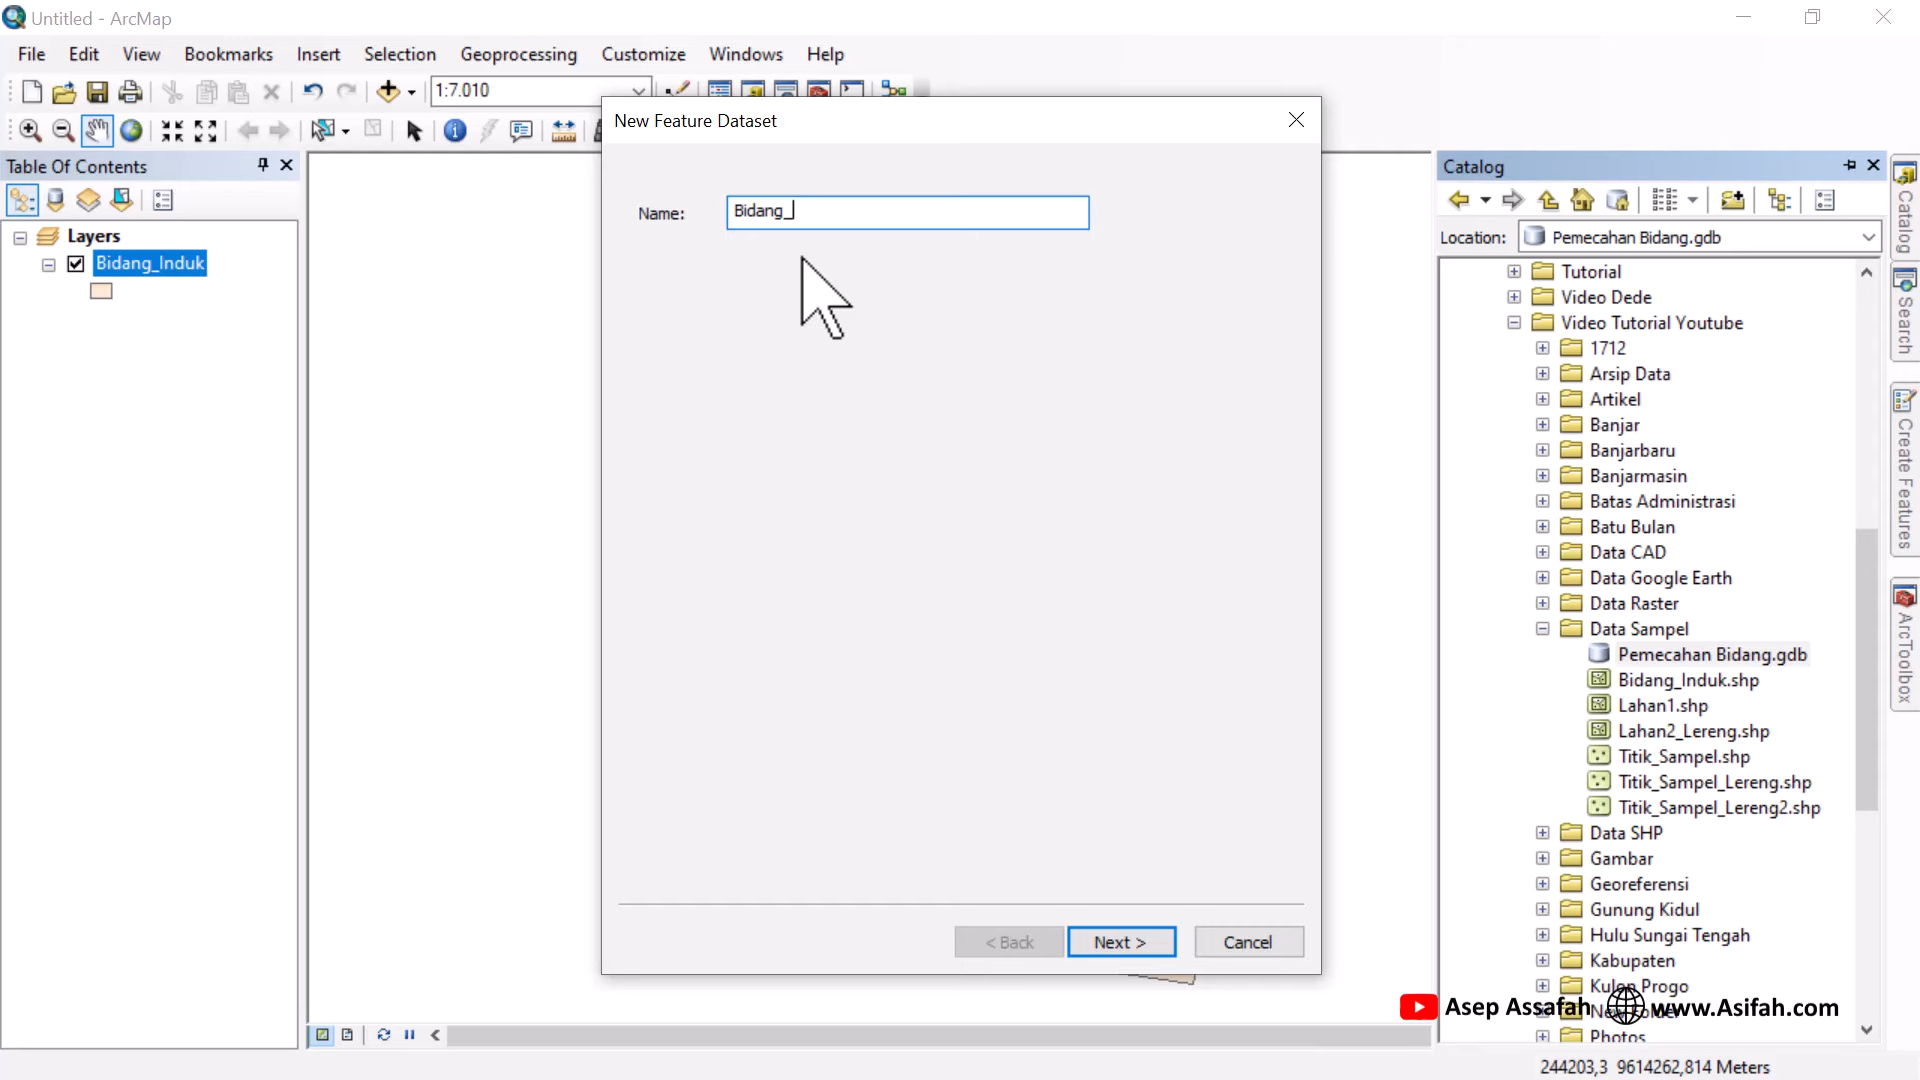 Untitled - ArcMap
File Edit View Bookmarks Insert Selection Geoprocessing Customize Windows Help
1:7.010
New Feature Dataset
Table Of Contents
Catalog
Location: Pemecahan Bidang.gdb
Name: Bidang_
Layers
Bidang_Induk
Tutorial
Video Dede
Video Tutorial Youtube
1712
Arsip Data
Artikel
Banjar
Banjarbaru
Banjarmasin
Batas Administrasi
Batu Bulan
Data CAD
Data Google Earth
Data Raster
Data Sampel
Pemecahan Bidang.gdb
Bidang_Induk.shp
Lahan1.shp
Lahan2_Lereng.shp
Titik_Sampel.shp
Titik_Sampel_Lereng.shp
Titik_Sampel_Lereng2.shp
Data SHP
Gambar
Georeferensi
Gunung Kidul
Hulu Sungai Tengah
Kabupaten
Kulon Progo
New Folder
Photos
Catalog
Search
Create Features
ArcToolbox
< Back Next > Cancel
Asep Assafah www.Asifah.com
244203,3 9614262,814 Meters